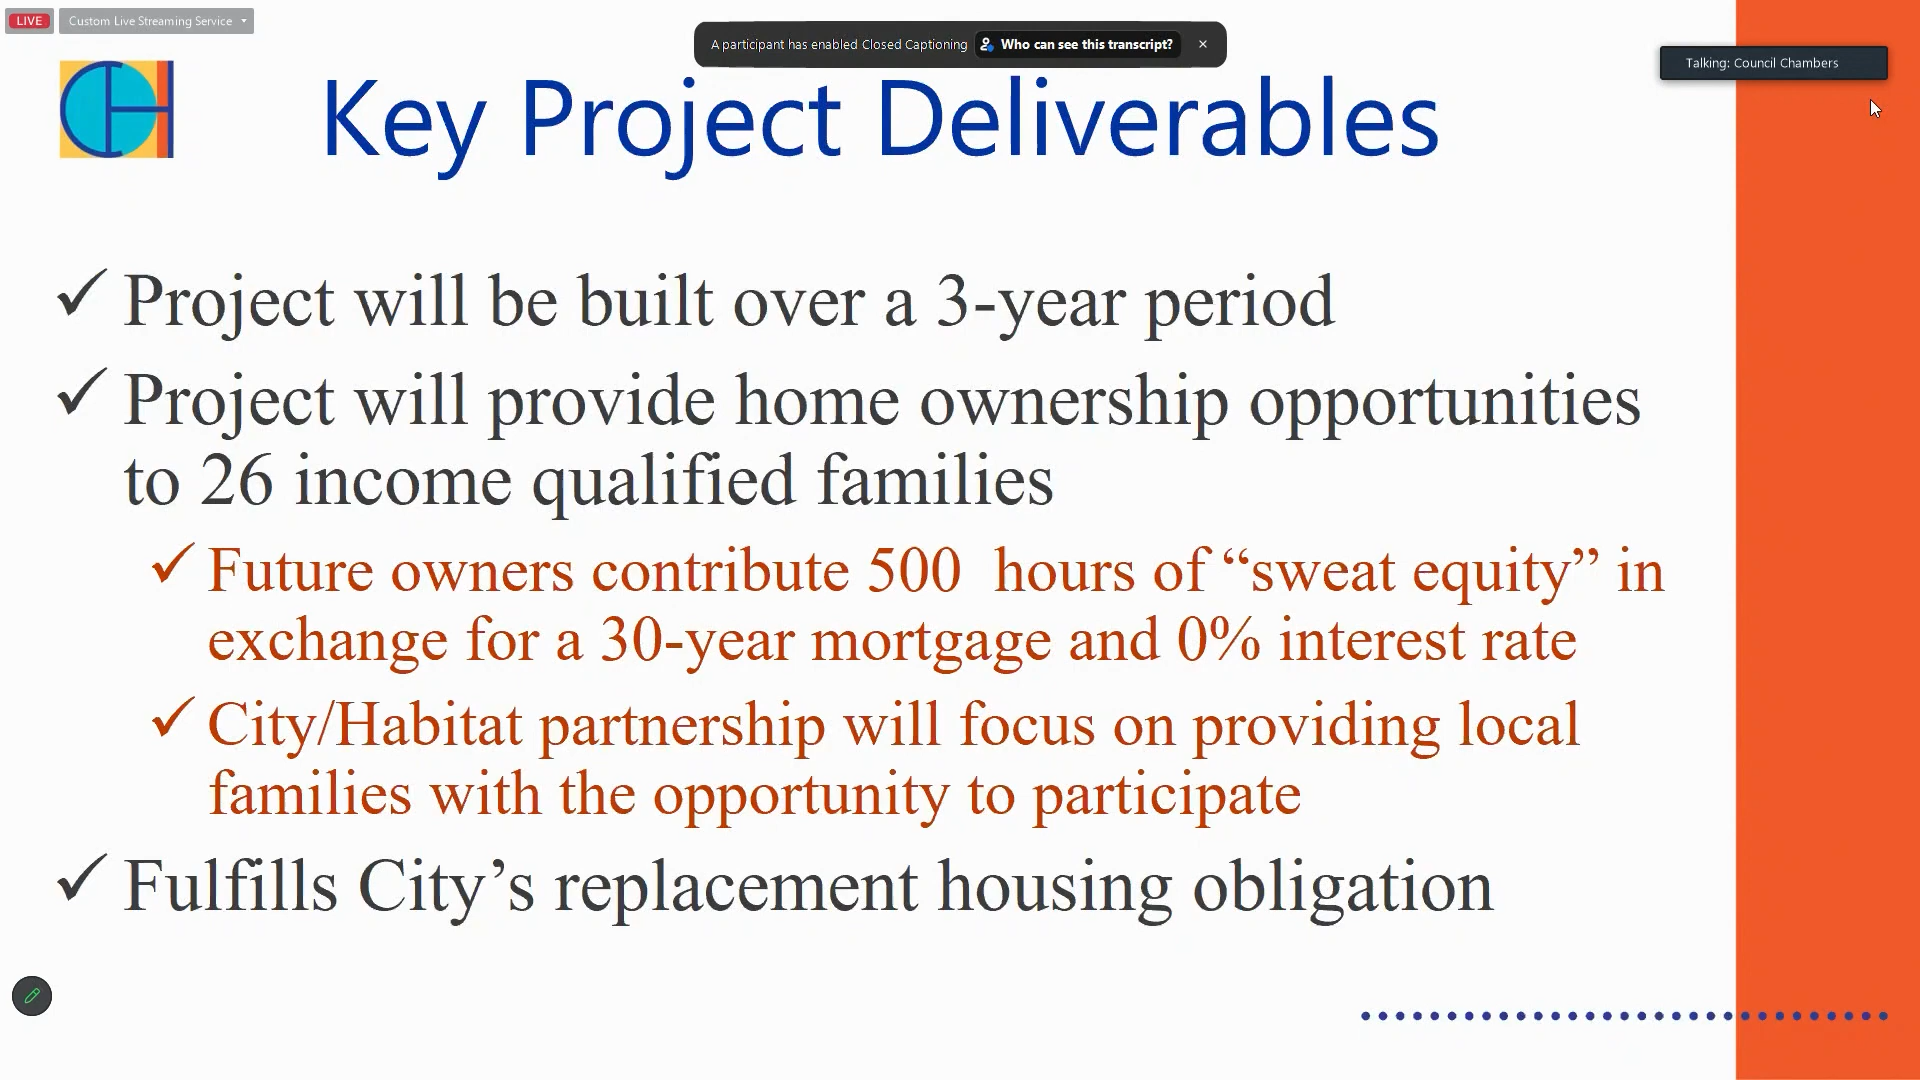 LIVE
Custom Live Streaming Service
A participant has enabled Closed Captioning Who can see this transcript?
Talking: Council Chambers
CH
Key Project Deliverables
✓ Project will be built over a 3-year period
✓ Project will provide home ownership opportunities
to 26 income qualified families
✓ Future owners contribute 500 hours of “sweat equity” in
exchange for a 30-year mortgage and 0% interest rate
✓ City/Habitat partnership will focus on providing local
families with the opportunity to participate
✓ Fulfills City’s replacement housing obligation